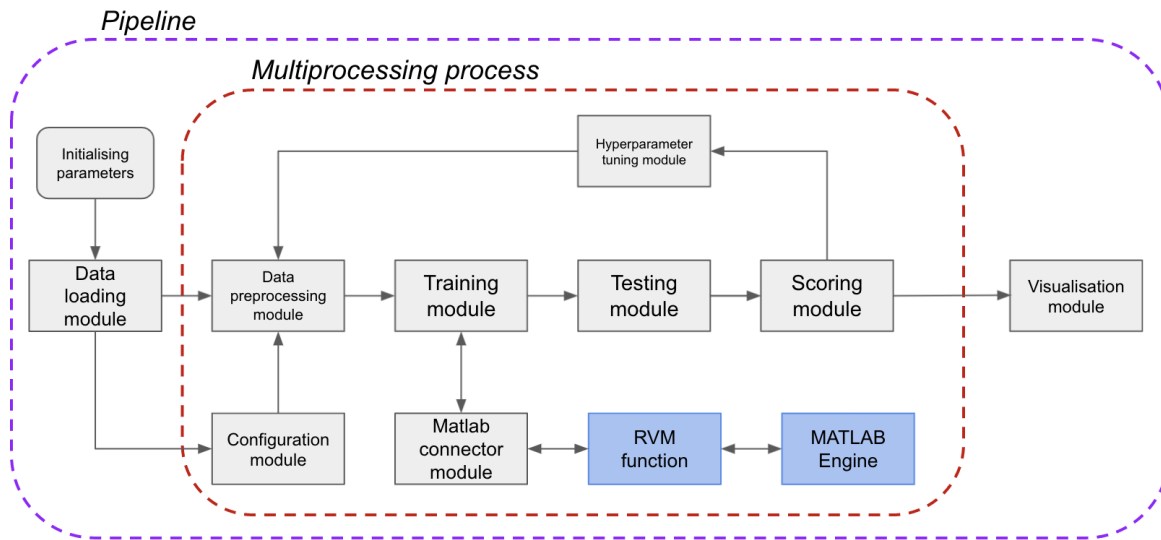 Pipeline
Multiprocessing process
Initialising
parameters
Hyperparameter
tuning module
Data
loading
module
Data
preprocessing
module
Training
module
Testing
module
Scoring
module
Visualisation
module
Configuration
module
Matlab
connector
module
RVM
function
MATLAB
Engine